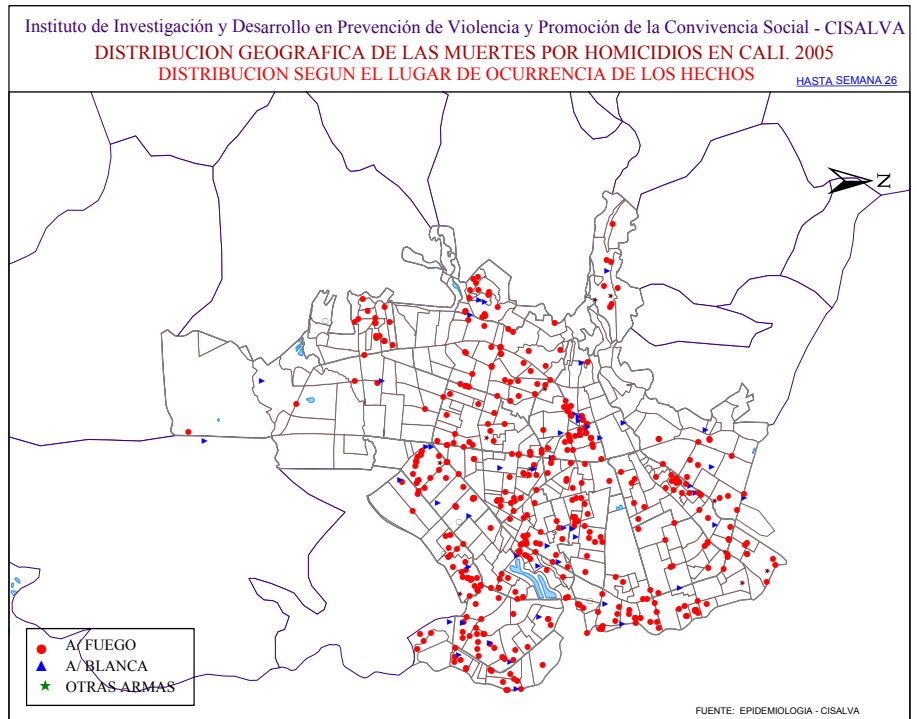 Instituto de Investigación y Desarrollo en Prevención de Violencia y Promoción de la Convivencia Social - CISALVA
DISTRIBUCION GEOGRAFICA DE LAS MUERTES POR HOMICIDIOS EN CALI. 2005
DISTRIBUCION SEGUN EL LUGAR DE OCURRENCIA DE LOS HECHOS
HASTA SEMANA 26
N
A/ FUEGO
A/ BLANCA
OTRAS ARMAS
FUENTE: EPIDEMIOLOGIA - CISALVA